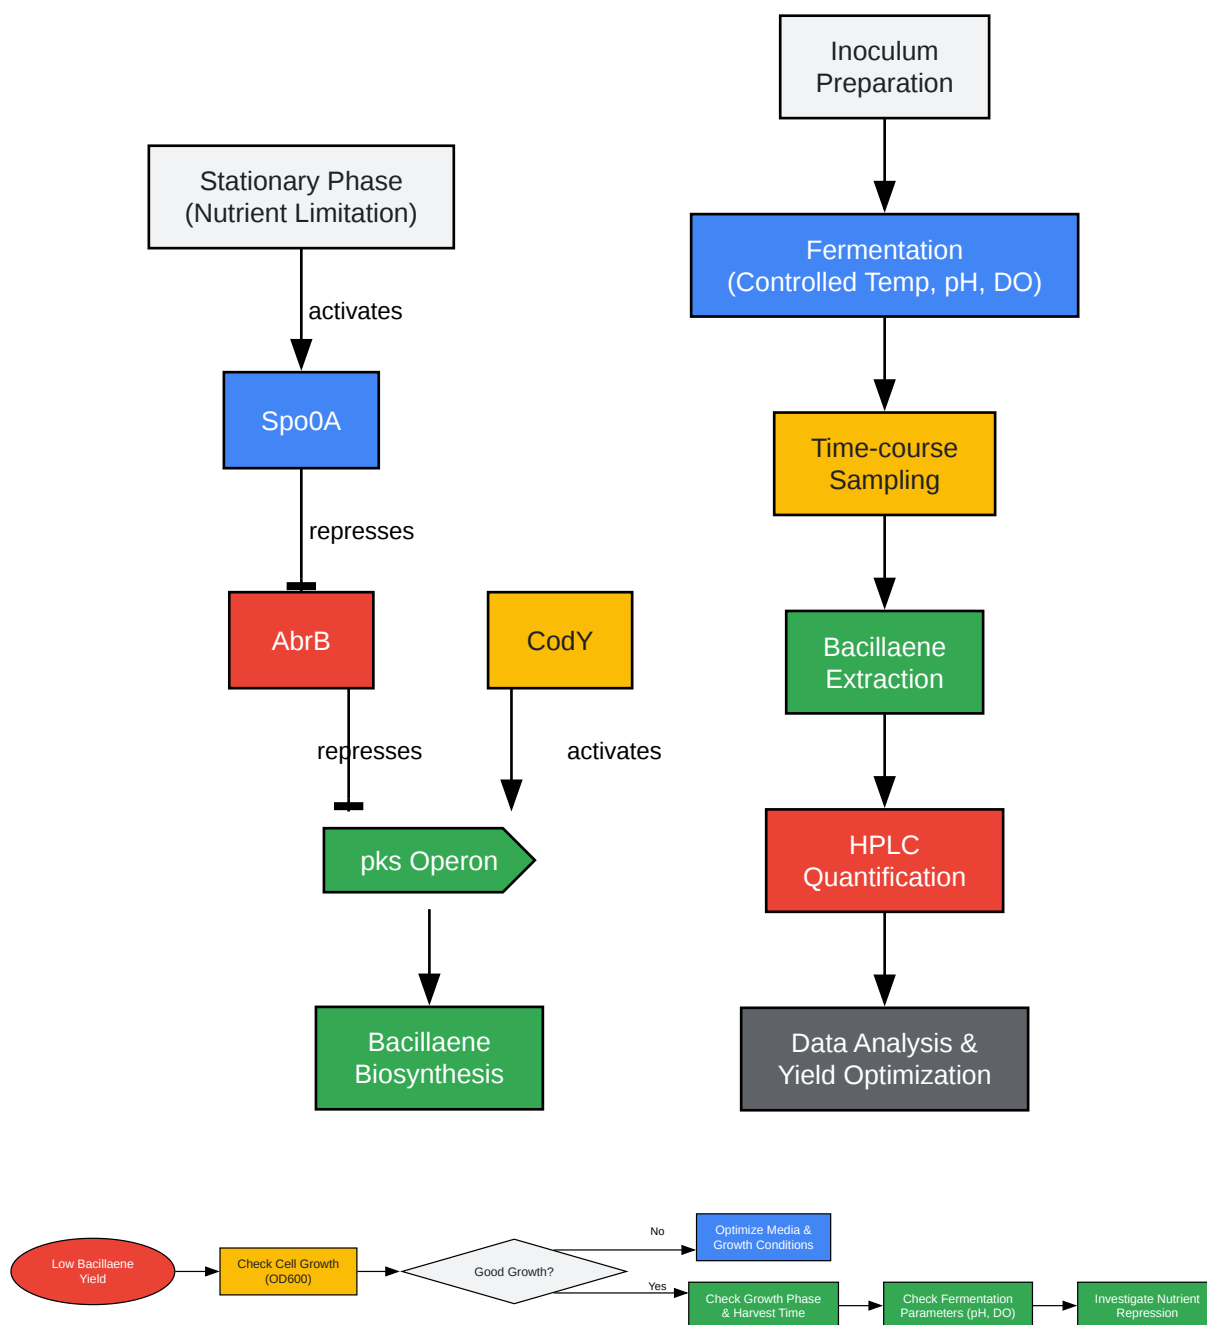 Stationary Phase
(Nutrient Limitation)
activates
Spo0A
represses
AbrB
CodY
represses
activates
pks Operon
Bacillaene
Biosynthesis
Inoculum
Preparation
Fermentation
(Controlled Temp, pH, DO)
Time-course
Sampling
Bacillaene
Extraction
HPLC
Quantification
Data Analysis &
Yield Optimization
Low Bacillaene
Yield
Check Cell Growth
(OD600)
Good Growth?
No
Optimize Media &
Growth Conditions
Yes
Check Growth Phase
& Harvest Time
Check Fermentation
Parameters (pH, DO)
Investigate Nutrient
Repression